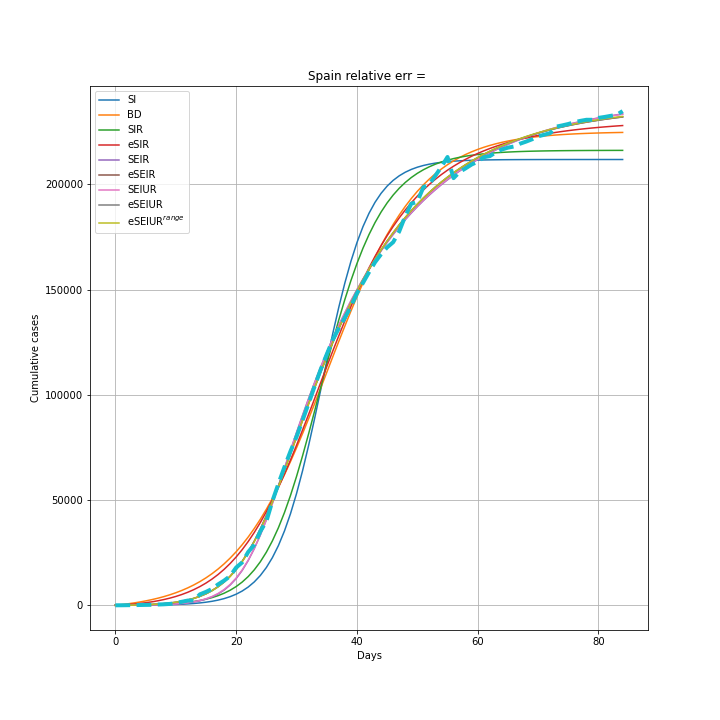 Spain relative err =
SI
BD
SIR
eSIR
SEIR
eSEIR
SEIUR
eSEIUR
eSEIUR^range
200000
150000
100000
50000
0
Cumulative cases
0 20 40 60 80
Days